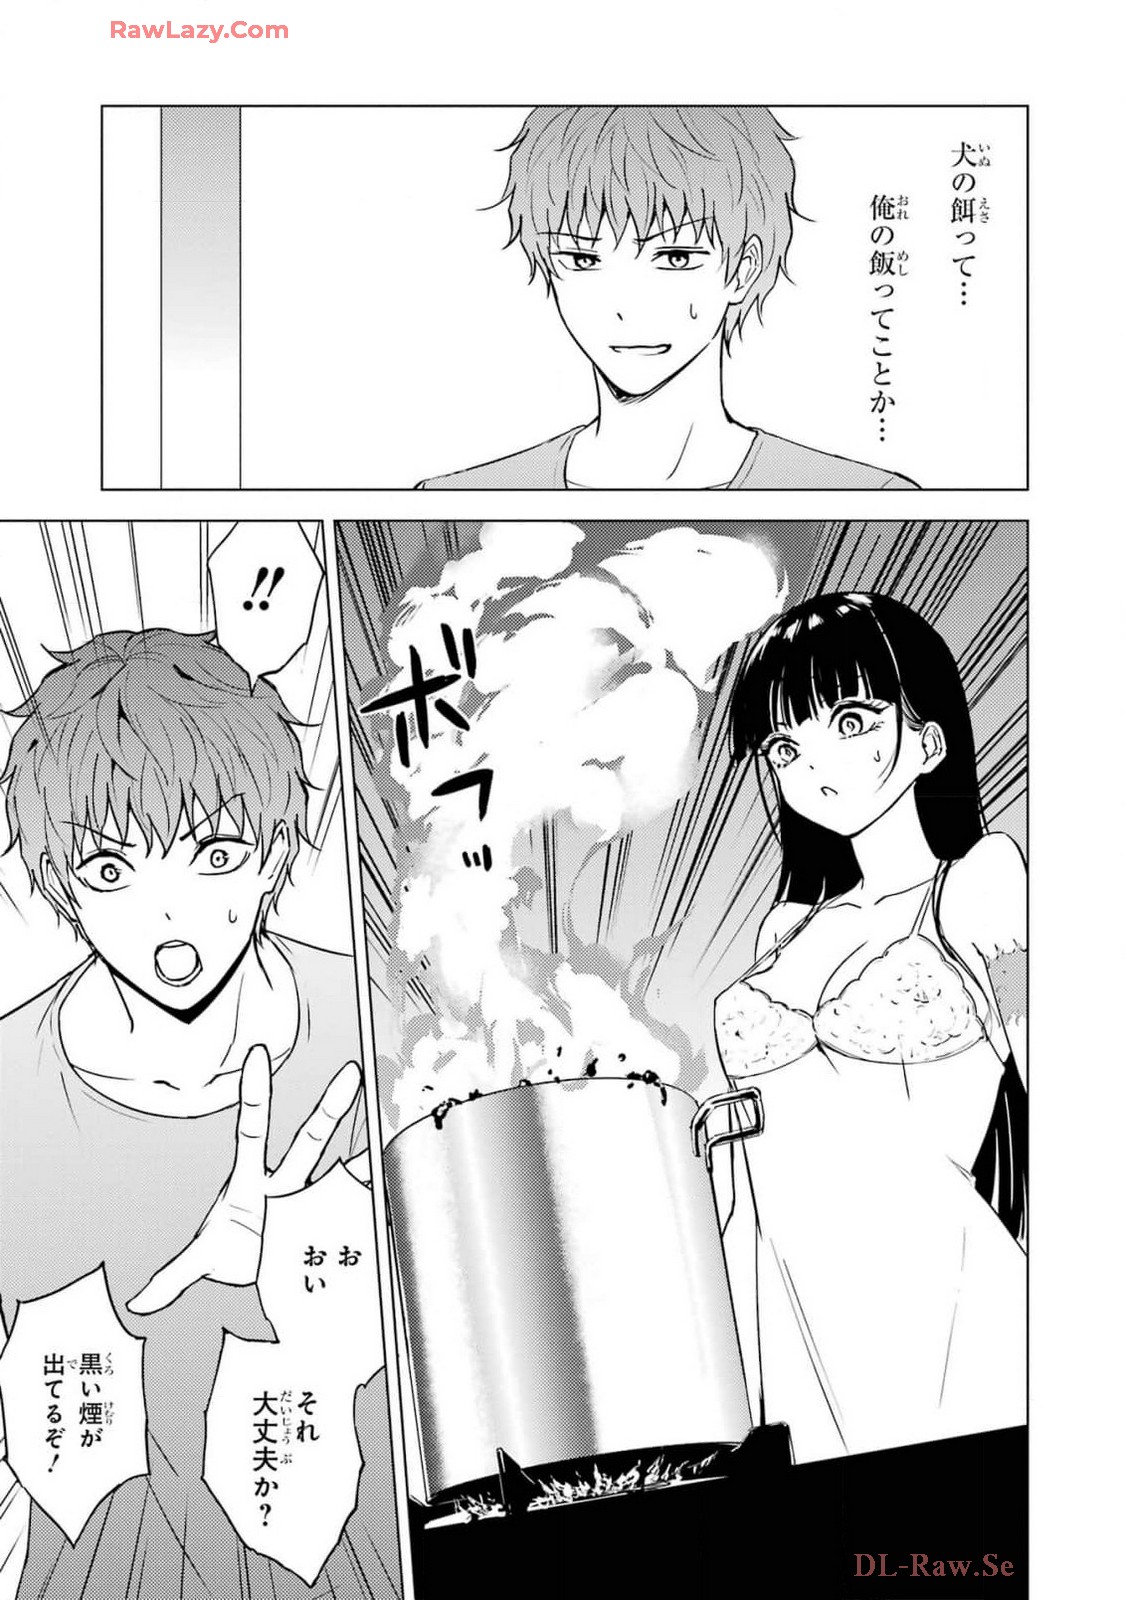 RawLazy.Com
犬の餌って…
俺の飯ってことか…
ボフッ
!!
おおい
それ
大丈夫か?
黒い煙が
出てるぞ!
DL-Raw.Se